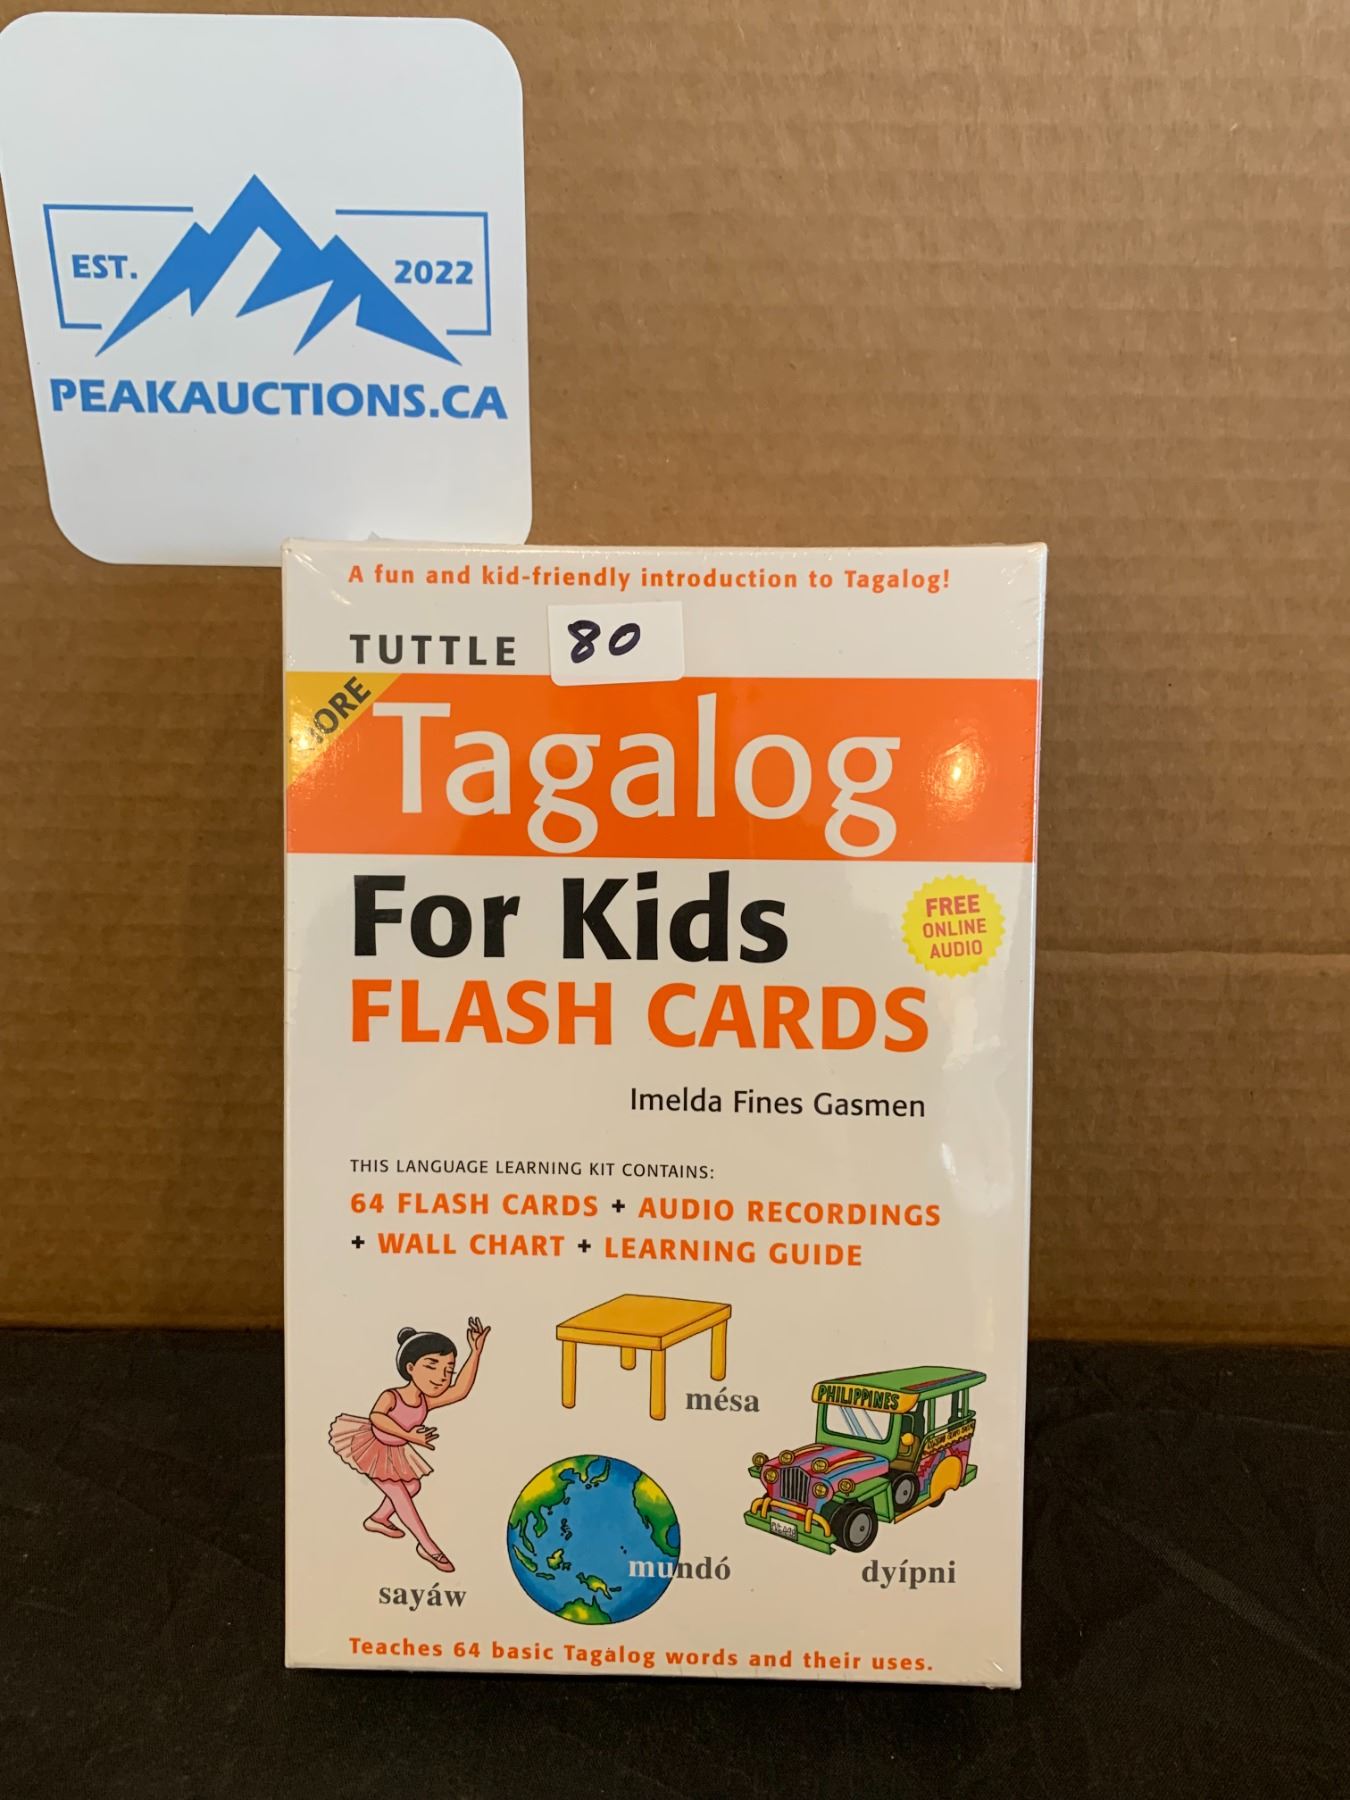 EST. 2022
PEAKAUCTIONS.CA
A fun and kid-friendly introduction to Tagalog!
TUTTLE
80
Tagalog
For Kids
FREE
ONLINE
AUDIO
FLASH CARDS
Imelda Fines Gasmen
THIS LANGUAGE LEARNING KIT CONTAINS:
64 FLASH CARDS + AUDIO RECORDINGS
+ WALL CHART + LEARNING GUIDE
mésa
PHILIPPINES
mundó
dyípni
sayáw
Teaches 64 basic Tagalog words and their uses.